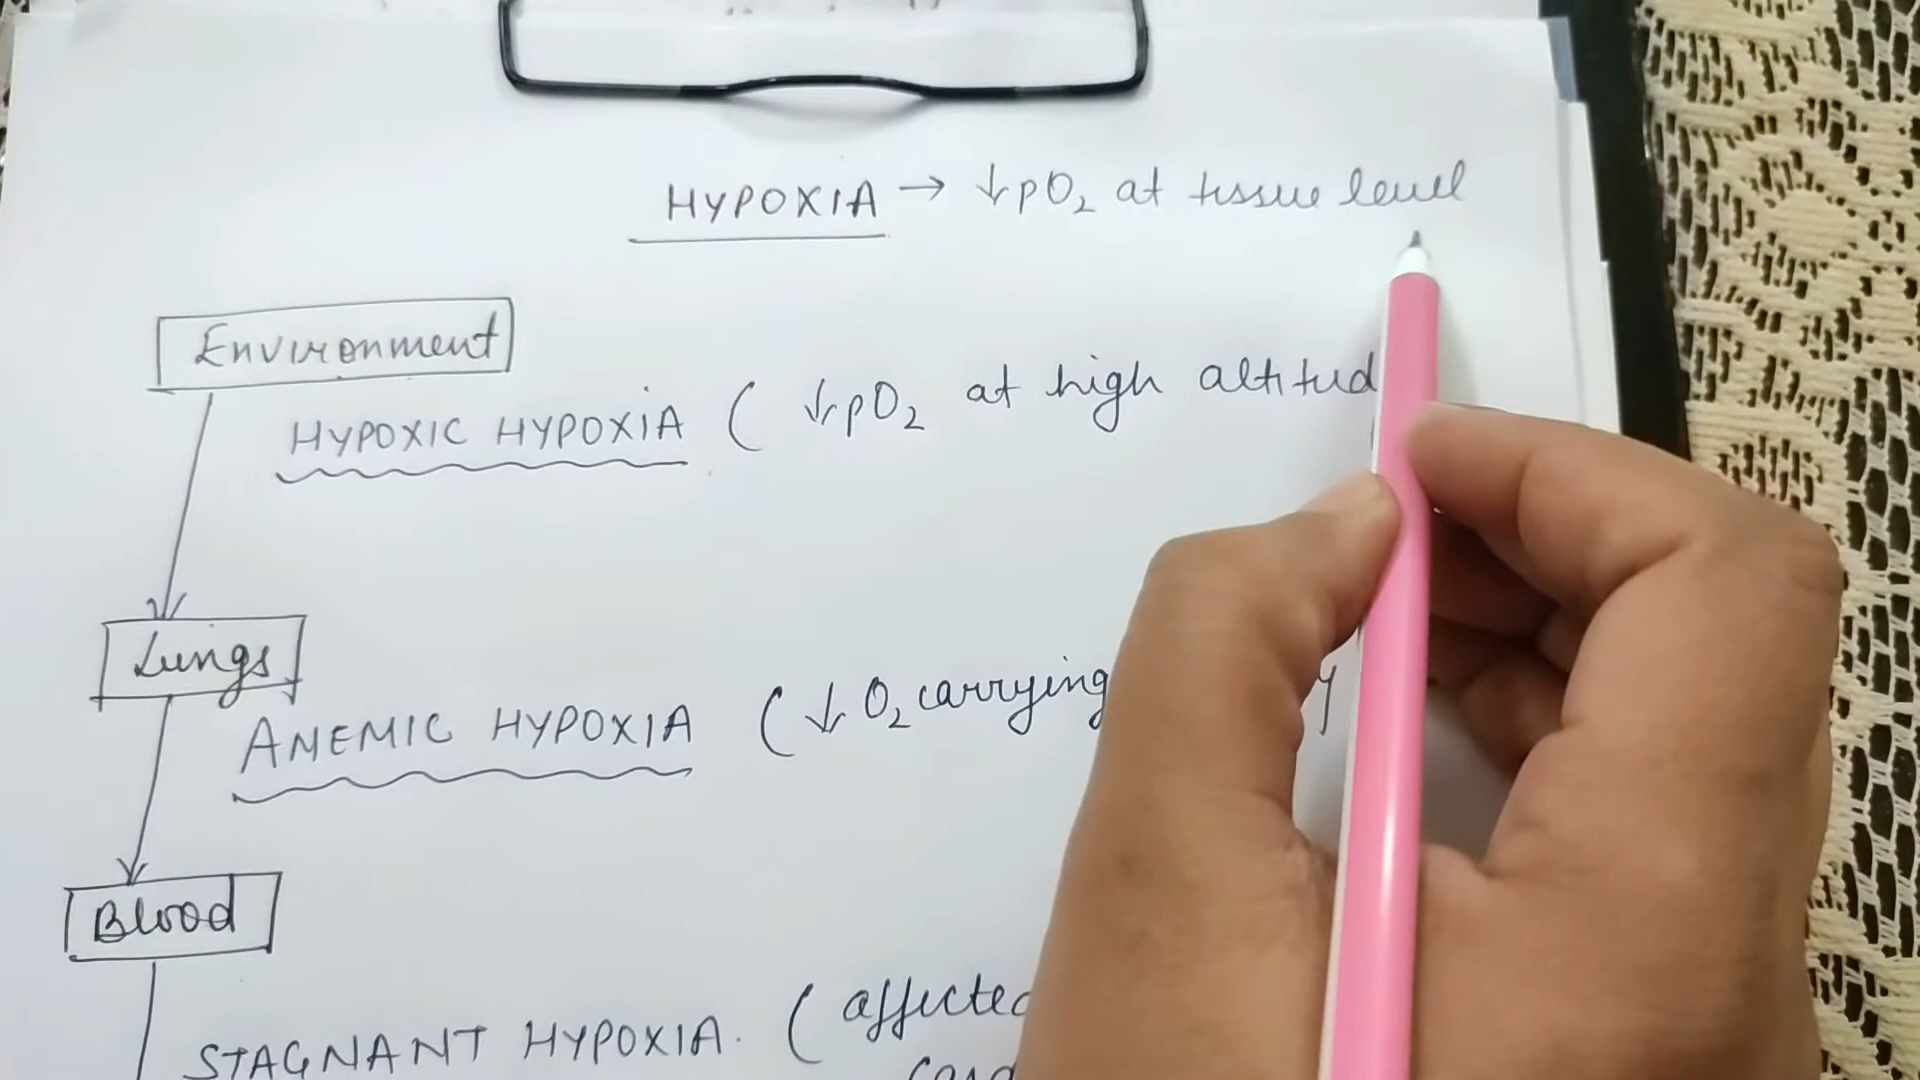 HYPOXIA → ↓pO₂ at tissue level
Environment
HYPOXIC HYPOXIA ( ↓pO₂ at high altitud
Lungs
ANEMIC HYPOXIA ( ↓ O₂ carrying
Blood
STAGNANT HYPOXIA. ( affected